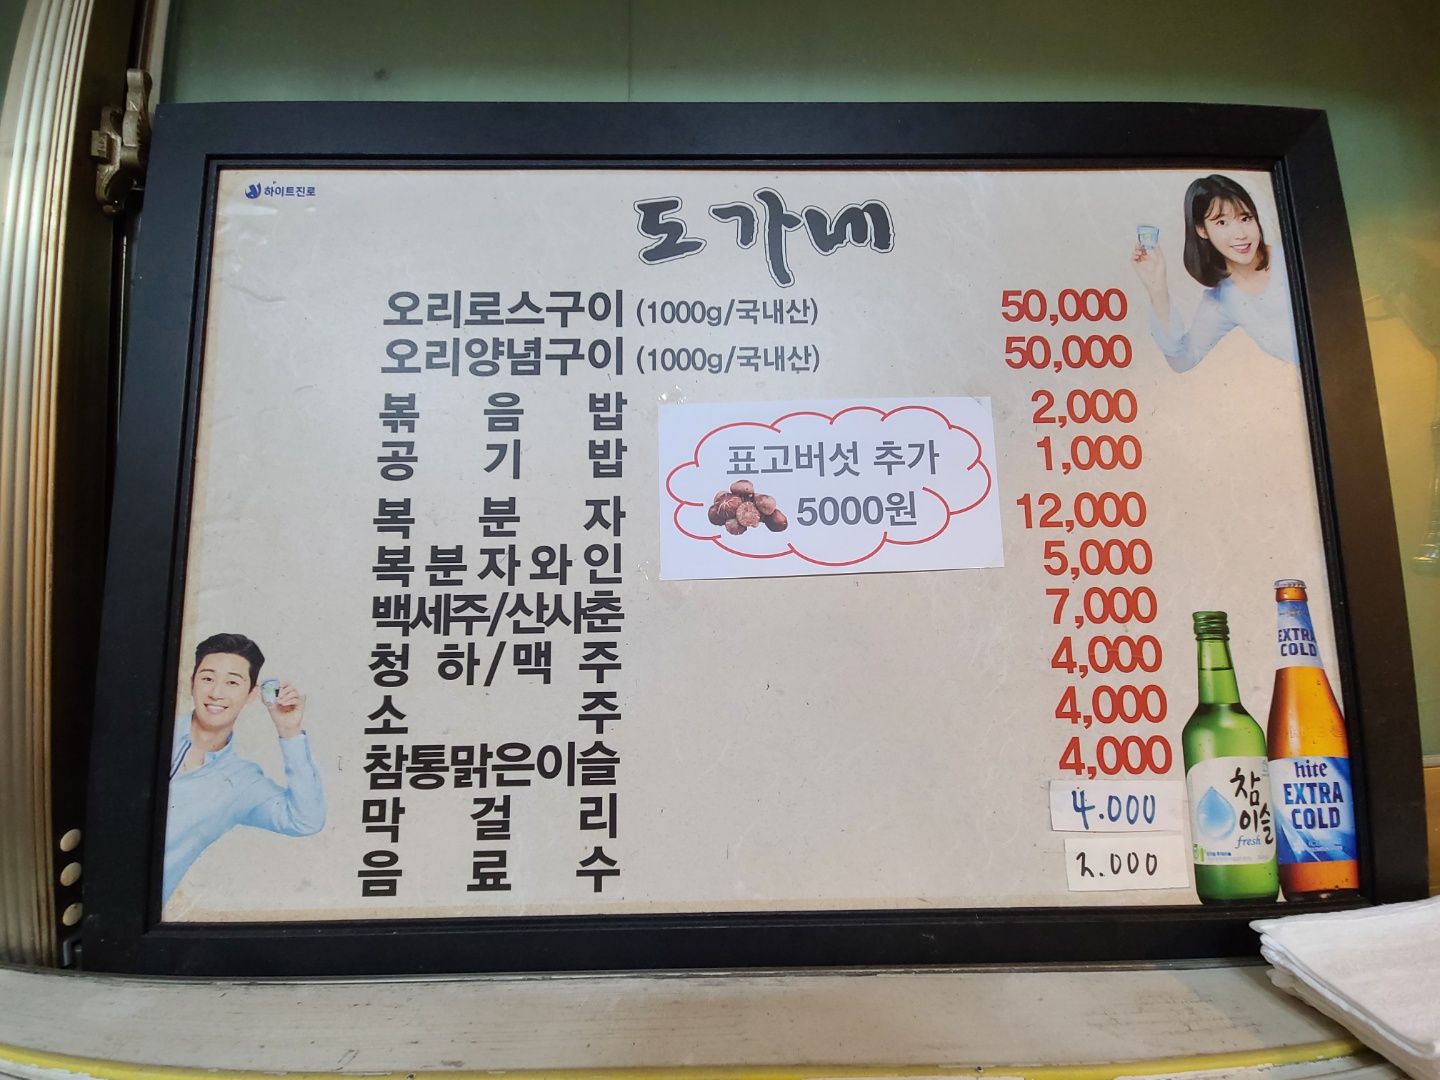 하이트진로
도가네
오리로스구이 (1000g/국내산) 50,000
오리양념구이 (1000g/국내산) 50,000
볶음밥 2,000
공기밥 1,000
표고버섯 추가
5000원
복분자 12,000
복분자와인 5,000
백세주/산사춘 7,000
청하/맥주 4,000
소주 4,000
참통맑은이슬 4,000
막걸리 4.000
음료수 2.000
참이슬
fresh
EXTRA
COLD
hite
EXTRA
COLD